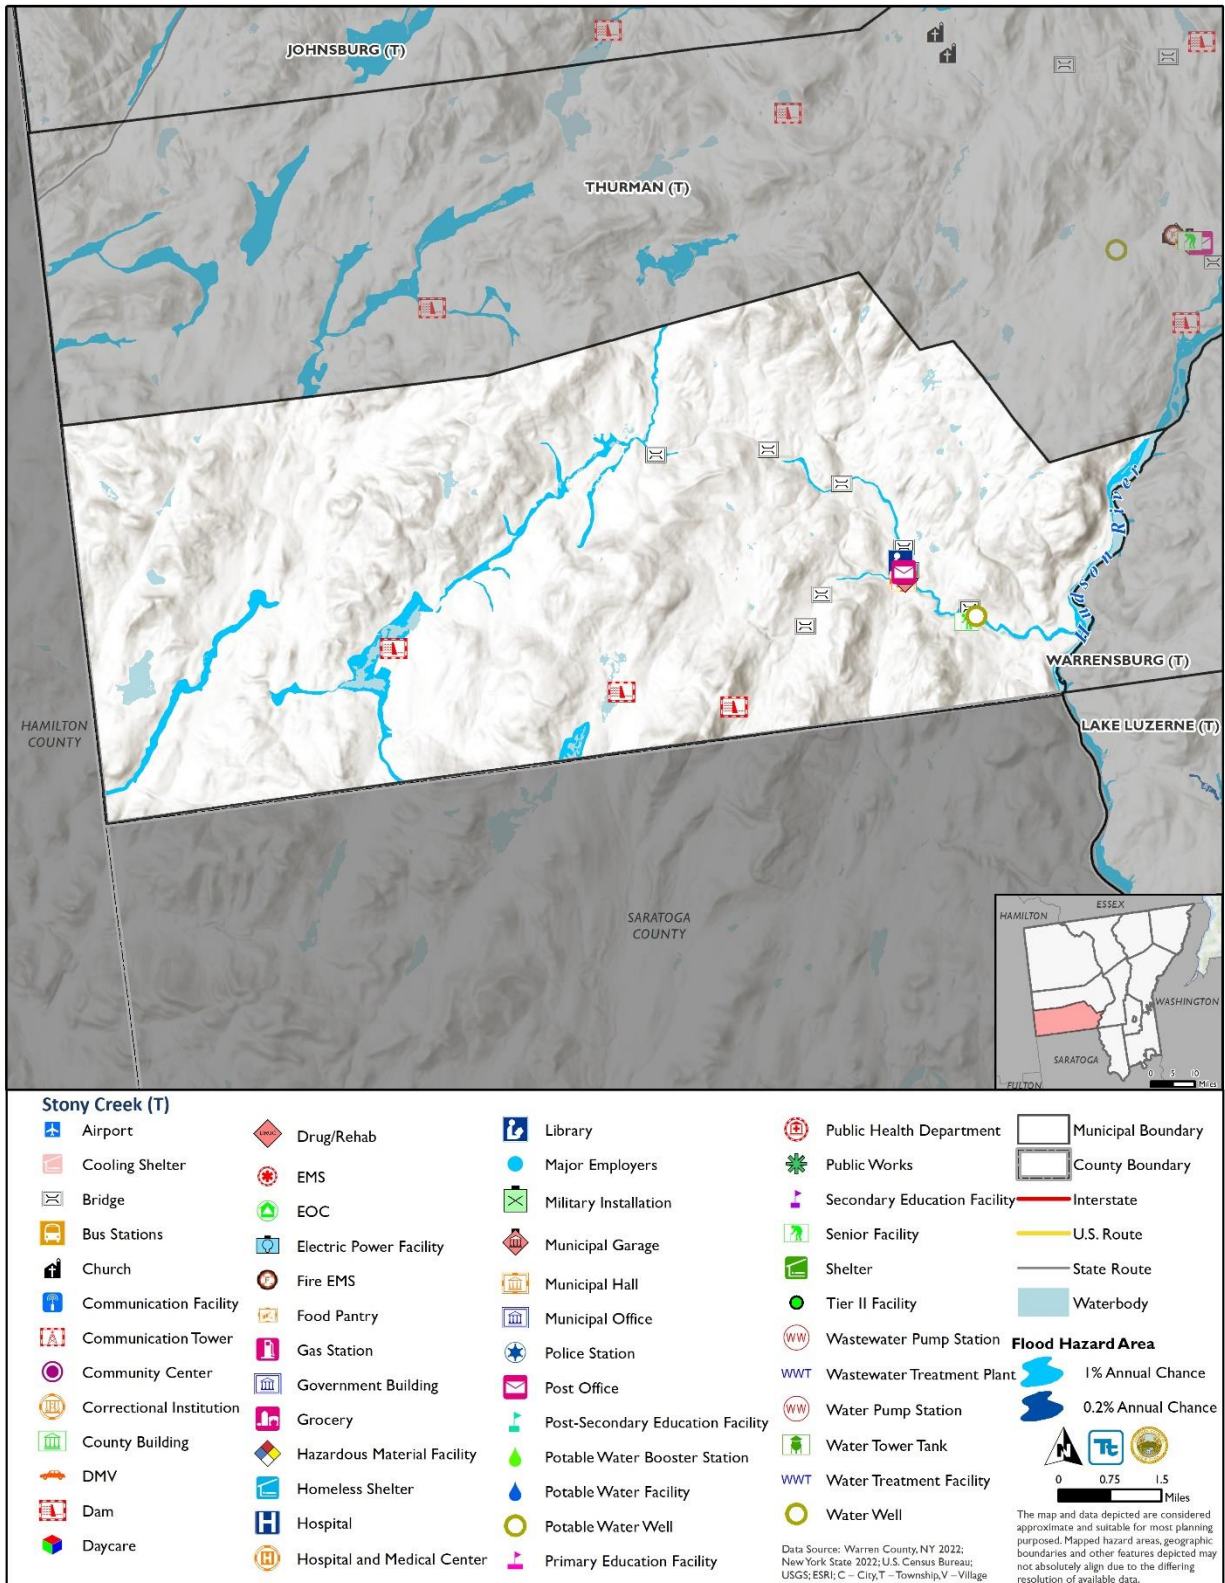 JOHNSBURG (T)
THURMAN (T)
Hudson River
WARRENSBURG (T)
LAKE LUZERNE (T)
HAMILTON
COUNTY
SARATOGA
COUNTY
HAMILTON
ESSEX
WASHINGTON
SARATOGA
FULTON
0 5 10
Miles
Stony Creek (T)
Airport
Cooling Shelter
Bridge
Bus Stations
Church
Communication Facility
Communication Tower
Community Center
Correctional Institution
County Building
DMV
Dam
Daycare
Drug/Rehab
EMS
EOC
Electric Power Facility
Fire EMS
Food Pantry
Gas Station
Government Building
Grocery
Hazardous Material Facility
Homeless Shelter
H Hospital
H Hospital and Medical Center
Library
Major Employers
Military Installation
Municipal Garage
Municipal Hall
Municipal Office
Police Station
Post Office
Post-Secondary Education Facility
Potable Water Booster Station
Potable Water Facility
Potable Water Well
Primary Education Facility
Public Health Department
Public Works
Secondary Education Facility
Senior Facility
Shelter
Tier II Facility
WW Wastewater Pump Station
WWT Wastewater Treatment Plant
WW Water Pump Station
Water Tower Tank
WWT Water Treatment Facility
Water Well
Data Source: Warren County, NY 2022;
New York State 2022; U.S. Census Bureau;
USGS; ESRI; C – City, T – Township, V – Village
Municipal Boundary
County Boundary
Interstate
U.S. Route
State Route
Waterbody
Flood Hazard Area
1% Annual Chance
0.2% Annual Chance
N Tt
0 0.75 1.5
Miles
The map and data depicted are considered
approximate and suitable for most planning
purposed. Mapped hazard areas, geographic
boundaries and other features depicted may
not absolutely align due to the differing
resolution of available data.